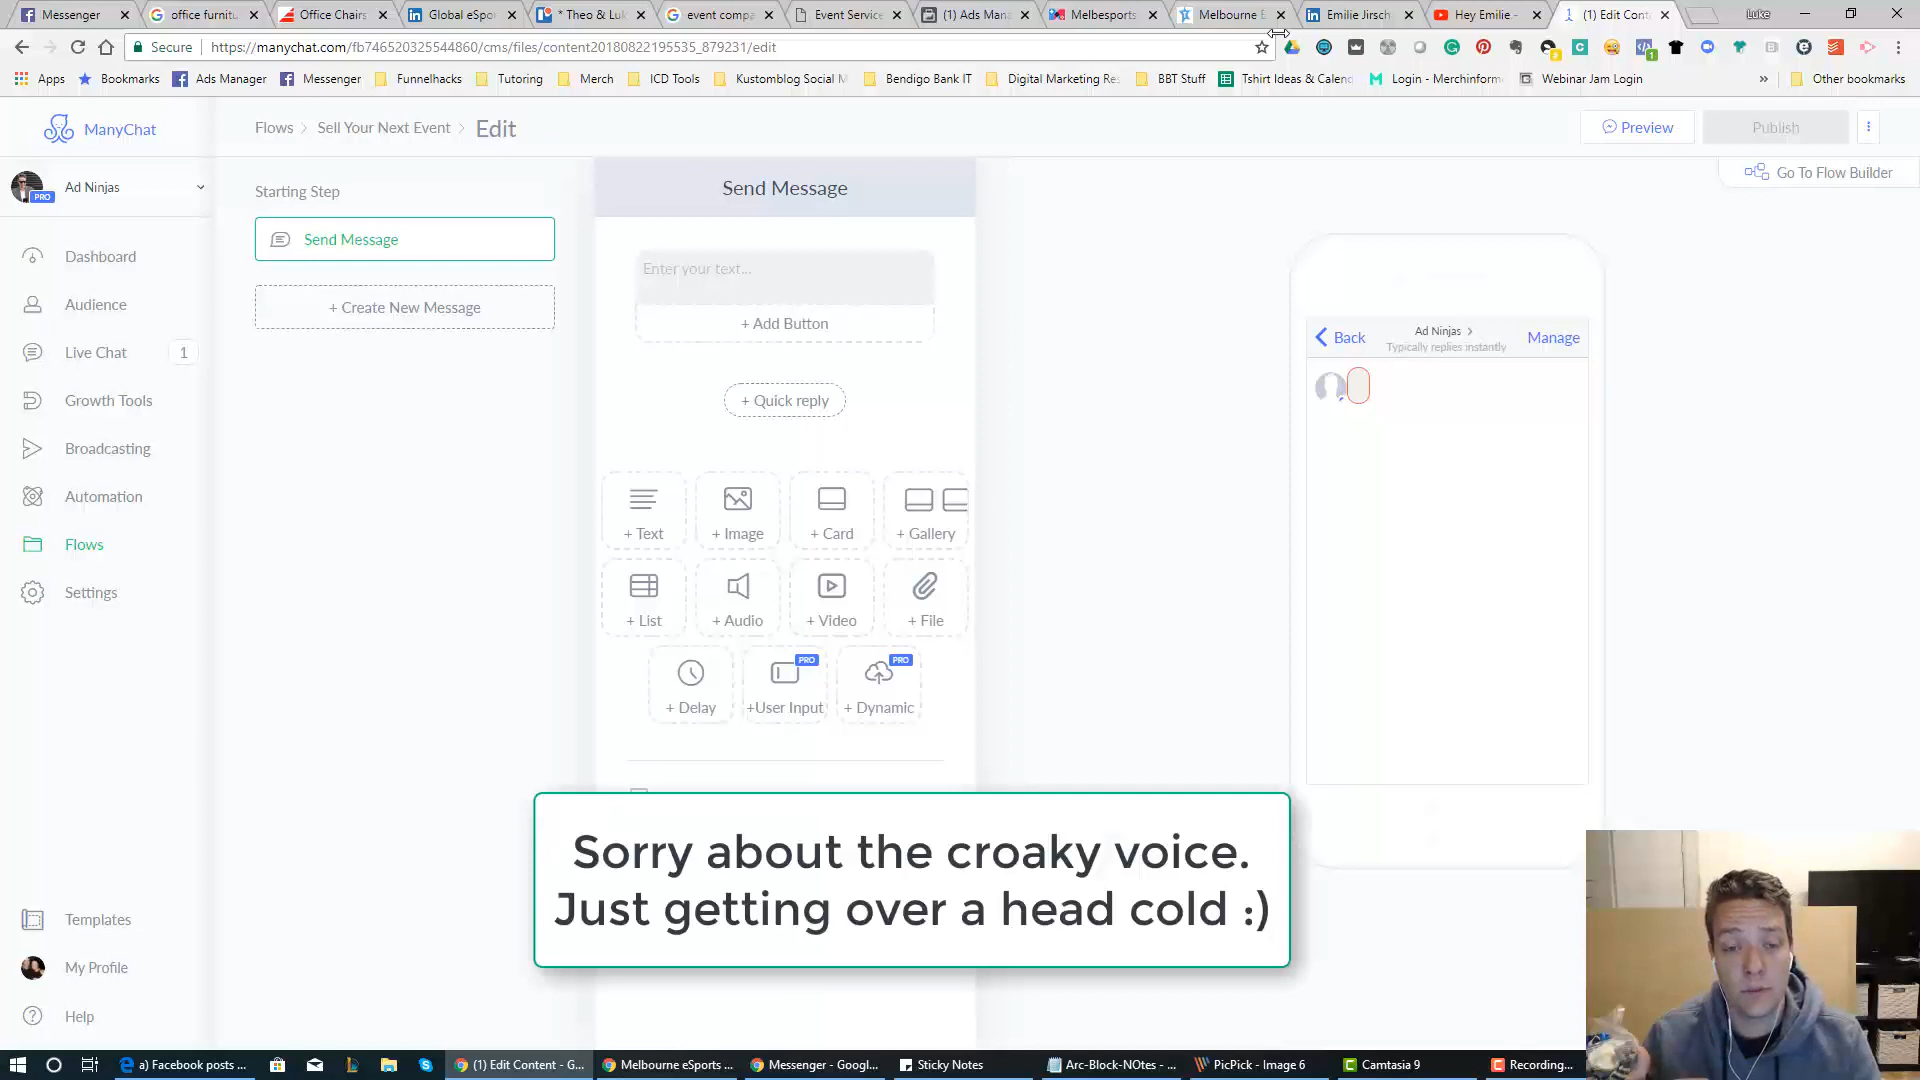 Messenger
office furnitu
Office Chairs
Global eSpor
* Theo & Luk
event compa
Event Service
(1) Ads Mana
Melbesports
Melbourne E
Emilie Jirsch
Hey Emilie -
(1) Edit Cont
Luke
Secure
https://manychat.com/fb746520325544860/cms/files/content20180822195535_879231/edit
Apps
Bookmarks
Ads Manager
Messenger
Funnelhacks
Tutoring
Merch
ICD Tools
Kustomblog Social M
Bendigo Bank IT
Digital Marketing Re
BBT Stuff
Tshirt Ideas & Calend
Login - Merchinform
Webinar Jam Login
»
Other bookmarks
ManyChat
Flows > Sell Your Next Event > Edit
Preview
Publish
Ad Ninjas
PRO
Go To Flow Builder
Starting Step
Send Message
+ Create New Message
Dashboard
Audience
Live Chat 1
Growth Tools
Broadcasting
Automation
Flows
Settings
Templates
My Profile
Help
Send Message
Enter your text...
+ Add Button
+ Quick reply
+ Text
+ Image
+ Card
+ Gallery
+ List
+ Audio
+ Video
+ File
PRO
PRO
+ Delay
+User Input
+ Dynamic
Back
Ad Ninjas >
Typically replies instantly
Manage
Sorry about the croaky voice.
Just getting over a head cold :)
a) Facebook posts ...
(1) Edit Content - G...
Melbourne eSports ...
Messenger - Googl...
Sticky Notes
Arc-Block-NOtes - ...
PicPick - Image 6
Camtasia 9
Recording...